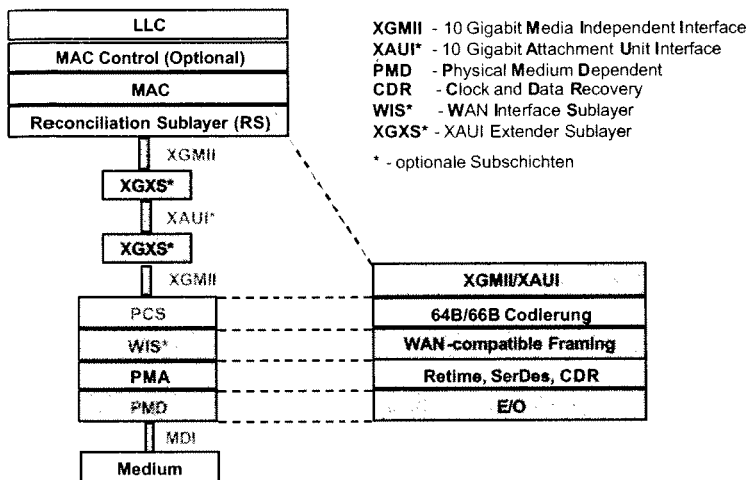 LLC
MAC Control (Optional)
MAC
Reconciliation Sublayer (RS)
XGMII
XGXS*
XAUI*
XGXS*
XGMII
PCS
WIS*
PMA
PMD
MDI
Medium
XGMII - 10 Gigabit Media Independent Interface
XAUI* - 10 Gigabit Attachment Unit Interface
PMD - Physical Medium Dependent
CDR - Clock and Data Recovery
WIS* - WAN Interface Sublayer
XGXS* - XAUI Extender Sublayer
* - optionale Subschichten
XGMII/XAUI
64B/66B Codierung
WAN-compatible Framing
Retime, SerDes, CDR
E/O